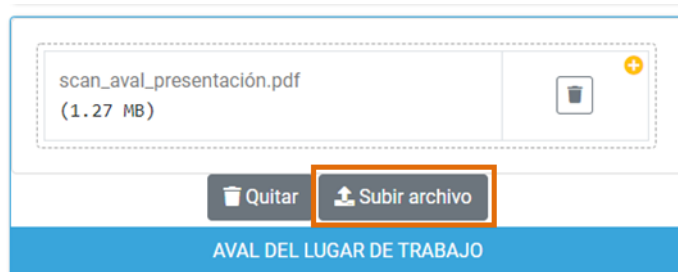 scan_aval_presentación.pdf
(1.27 MB)
Quitar
Subir archivo
AVAL DEL LUGAR DE TRABAJO